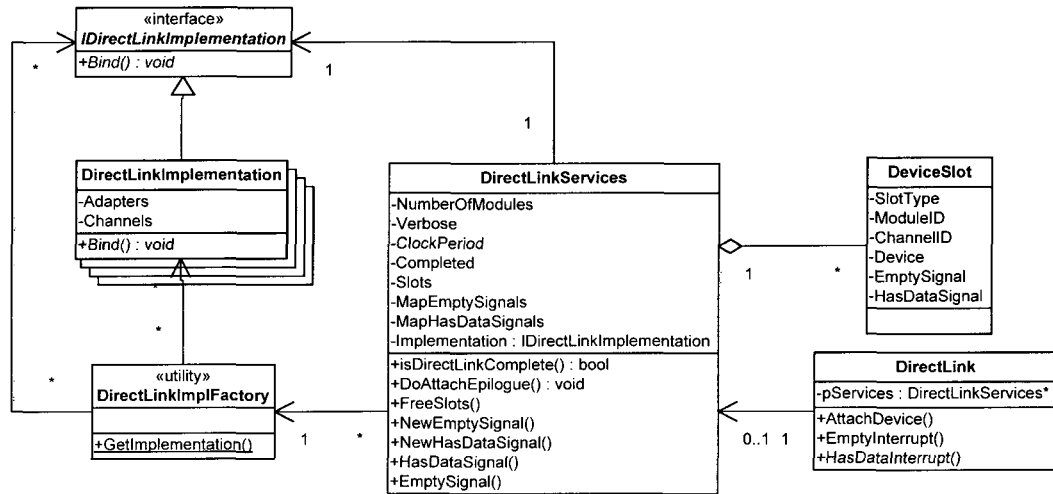 «interface»
IDirectLinkImplementation
+Bind() : void
*
1
1
DirectLinkImplementation
-Adapters
-Channels
+Bind() : void
*
*
*
«utility»
DirectLinkImplFactory
+GetImplementation()
1
*
DirectLinkServices
-NumberOfModules
-Verbose
-ClockPeriod
-Completed
-Slots
-MapEmptySignals
-MapHasDataSignals
-Implementation : IDirectLinkImplementation
+isDirectLinkComplete() : bool
+DoAttachEpilogue() : void
+FreeSlots()
+NewEmptySignal()
+NewHasDataSignal()
+HasDataSignal()
+EmptySignal()
1
*
DeviceSlot
-SlotType
-ModuleID
-ChannelID
-Device
-EmptySignal
-HasDataSignal
DirectLink
-pServices : DirectLinkServices*
+AttachDevice()
+EmptyInterrupt()
+HasDataInterrupt()
0..1 1